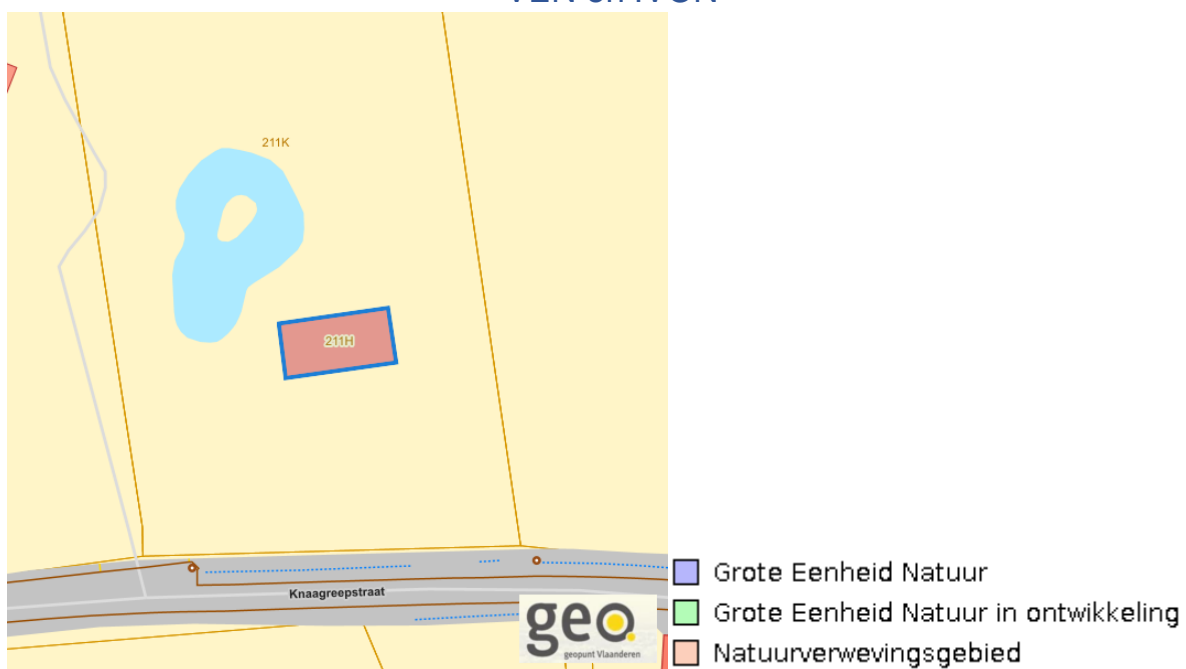 211K
211H
Knaagreepstraat
geo.
geopunt Vlaanderen
Grote Eenheid Natuur
Grote Eenheid Natuur in ontwikkeling
Natuurverwevingsgebied